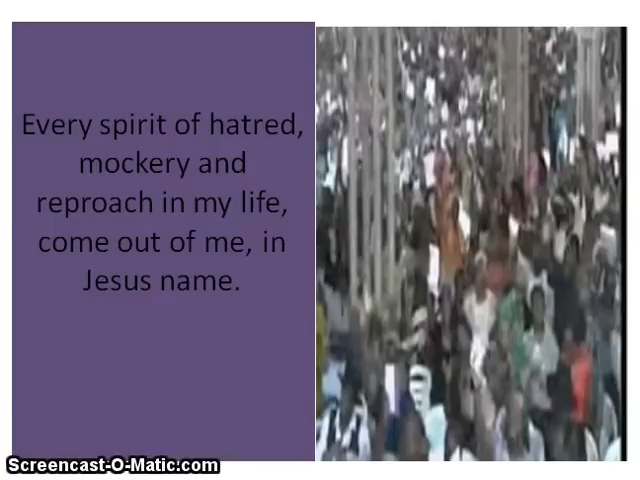 Every spirit of hatred,
mockery and
reproach in my life,
come out of me, in
Jesus name.
Screencast-O-Matic.com